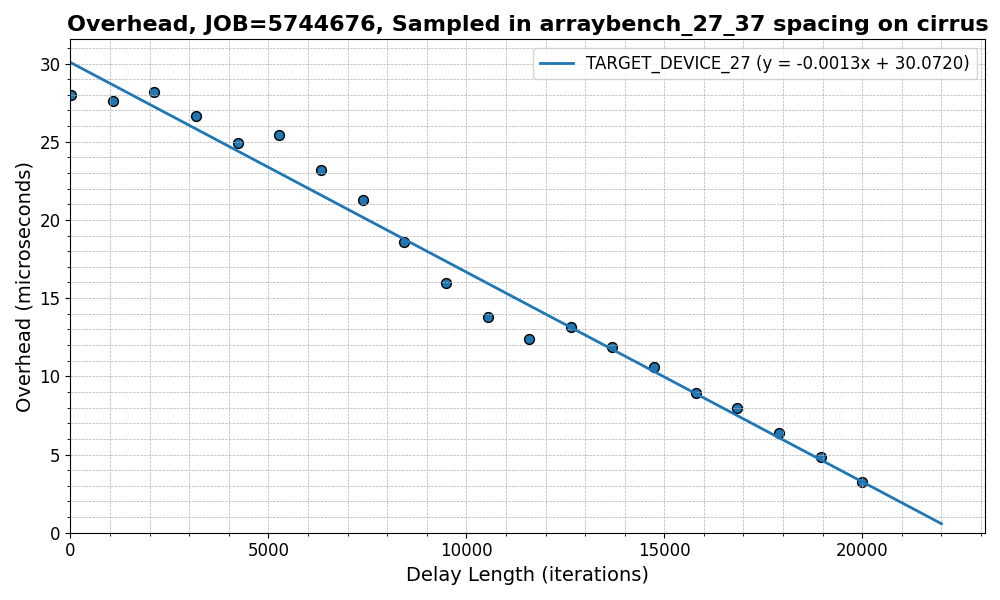 Overhead, JOB=5744676, Sampled in arraybench_27_37 spacing on cirrus
TARGET_DEVICE_27 (y = -0.0013x + 30.0720)
30
25
20
15
10
5
0
Overhead (microseconds)
0 5000 10000 15000 20000
Delay Length (iterations)